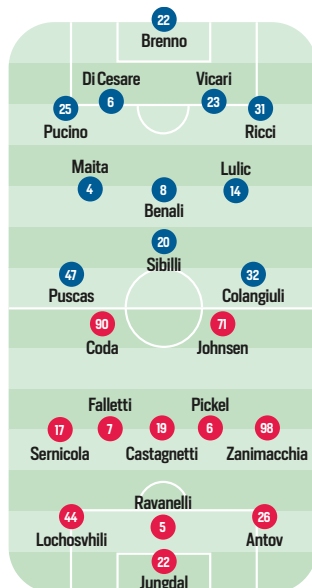 22
Brenno
Di Cesare Vicari
25 6 23 31
Pucino Ricci
Maita Lulic
4 8 14
Benali
20
Sibilli
47 32
Puscas Colangiuli
90 71
Coda Johnsen
Falletti Pickel
17 7 19 6 98
Sernicola Castagnetti Zanimacchia
Ravanelli
44 5 26
Lochosvhili Antov
22
Jungdal